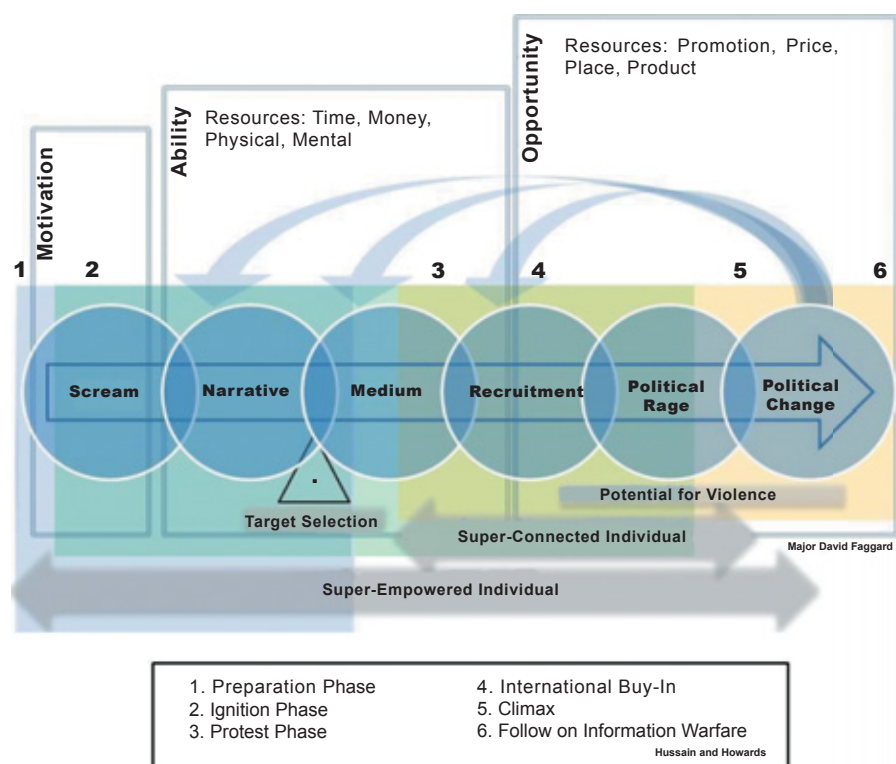 Motivation
Ability
Resources: Time, Money,
Physical, Mental
Opportunity
Resources: Promotion, Price,
Place, Product
1
2
3
4
5
6
Scream
Narrative
Medium
Recruitment
Political
Rage
Political
Change
Target Selection
Potential for Violence
Super-Connected Individual
Major David Faggard
Super-Empowered Individual
1. Preparation Phase
2. Ignition Phase
3. Protest Phase
4. International Buy-In
5. Climax
6. Follow on Information Warfare
Hussain and Howards